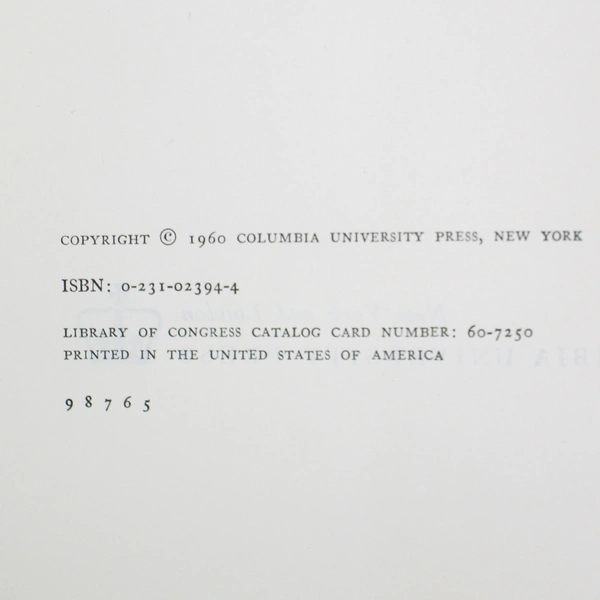 COPYRIGHT © 1960 COLUMBIA UNIVERSITY PRESS, NEW YORK
ISBN: 0-231-02394-4
LIBRARY OF CONGRESS CATALOG CARD NUMBER: 60-7250
PRINTED IN THE UNITED STATES OF AMERICA
9 8 7 6 5